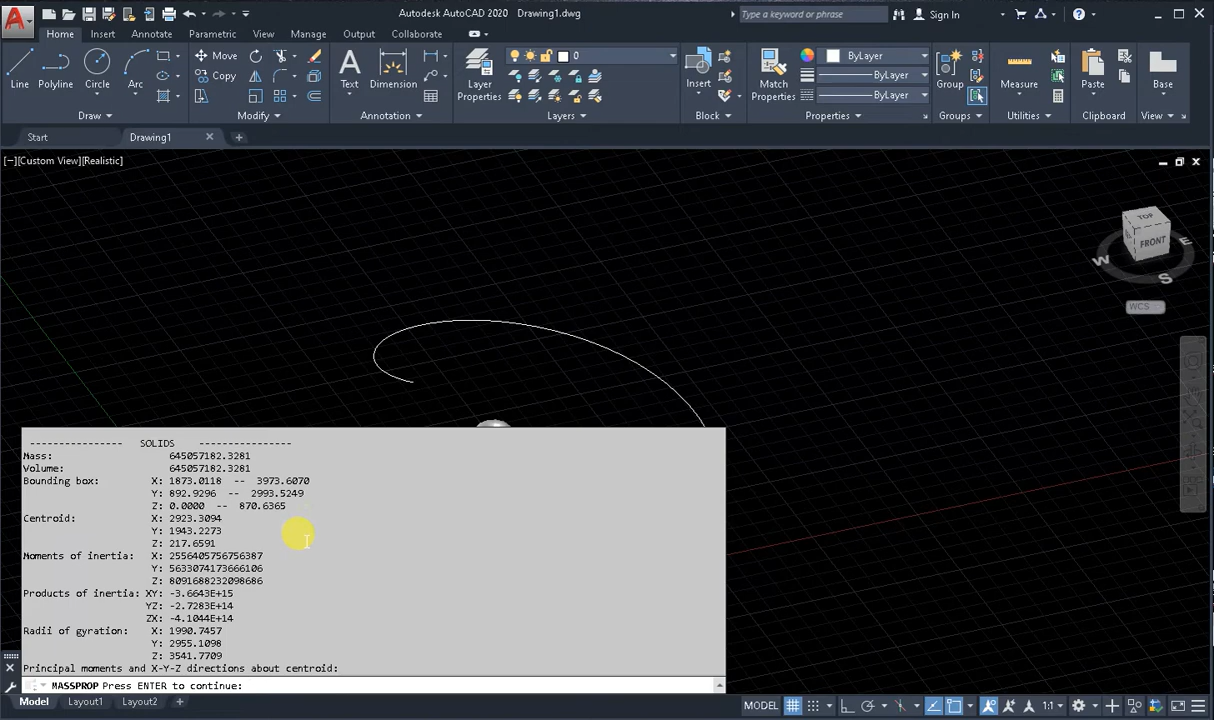 A
Autodesk AutoCAD 2020 Drawing1.dwg
Type a keyword or phrase
Sign In
Home Insert Annotate Parametric View Manage Output Collaborate
Move
Copy
Line Polyline Circle Arc
Text Dimension
Layer
Properties
0
Insert
Match
Properties
ByLayer
ByLayer
ByLayer
Group
Measure
Paste
Base
Draw Modify Annotation Layers Block Properties Groups Utilities Clipboard View
Start Drawing1
[−][Custom View][Realistic]
TOP
FRONT
W
E
S
WCS
---------------- SOLIDS ----------------
Mass: 645057182.3281
Volume: 645057182.3281
Bounding box: X: 1873.0118 -- 3973.6070
Y: 892.9296 -- 2993.5249
Z: 0.0000 -- 870.6365
Centroid: X: 2923.3094
Y: 1943.2273
Z: 217.6591
Moments of inertia: X: 2556405756756387
Y: 5633074173666106
Z: 8091688232098686
Products of inertia: XY: -3.6643E+15
YZ: -2.7283E+14
ZX: -4.1044E+14
Radii of gyration: X: 1990.7457
Y: 2955.1098
Z: 3541.7709
Principal moments and X-Y-Z directions about centroid:
MASSPROP Press ENTER to continue:
Model Layout1 Layout2
MODEL
1:1